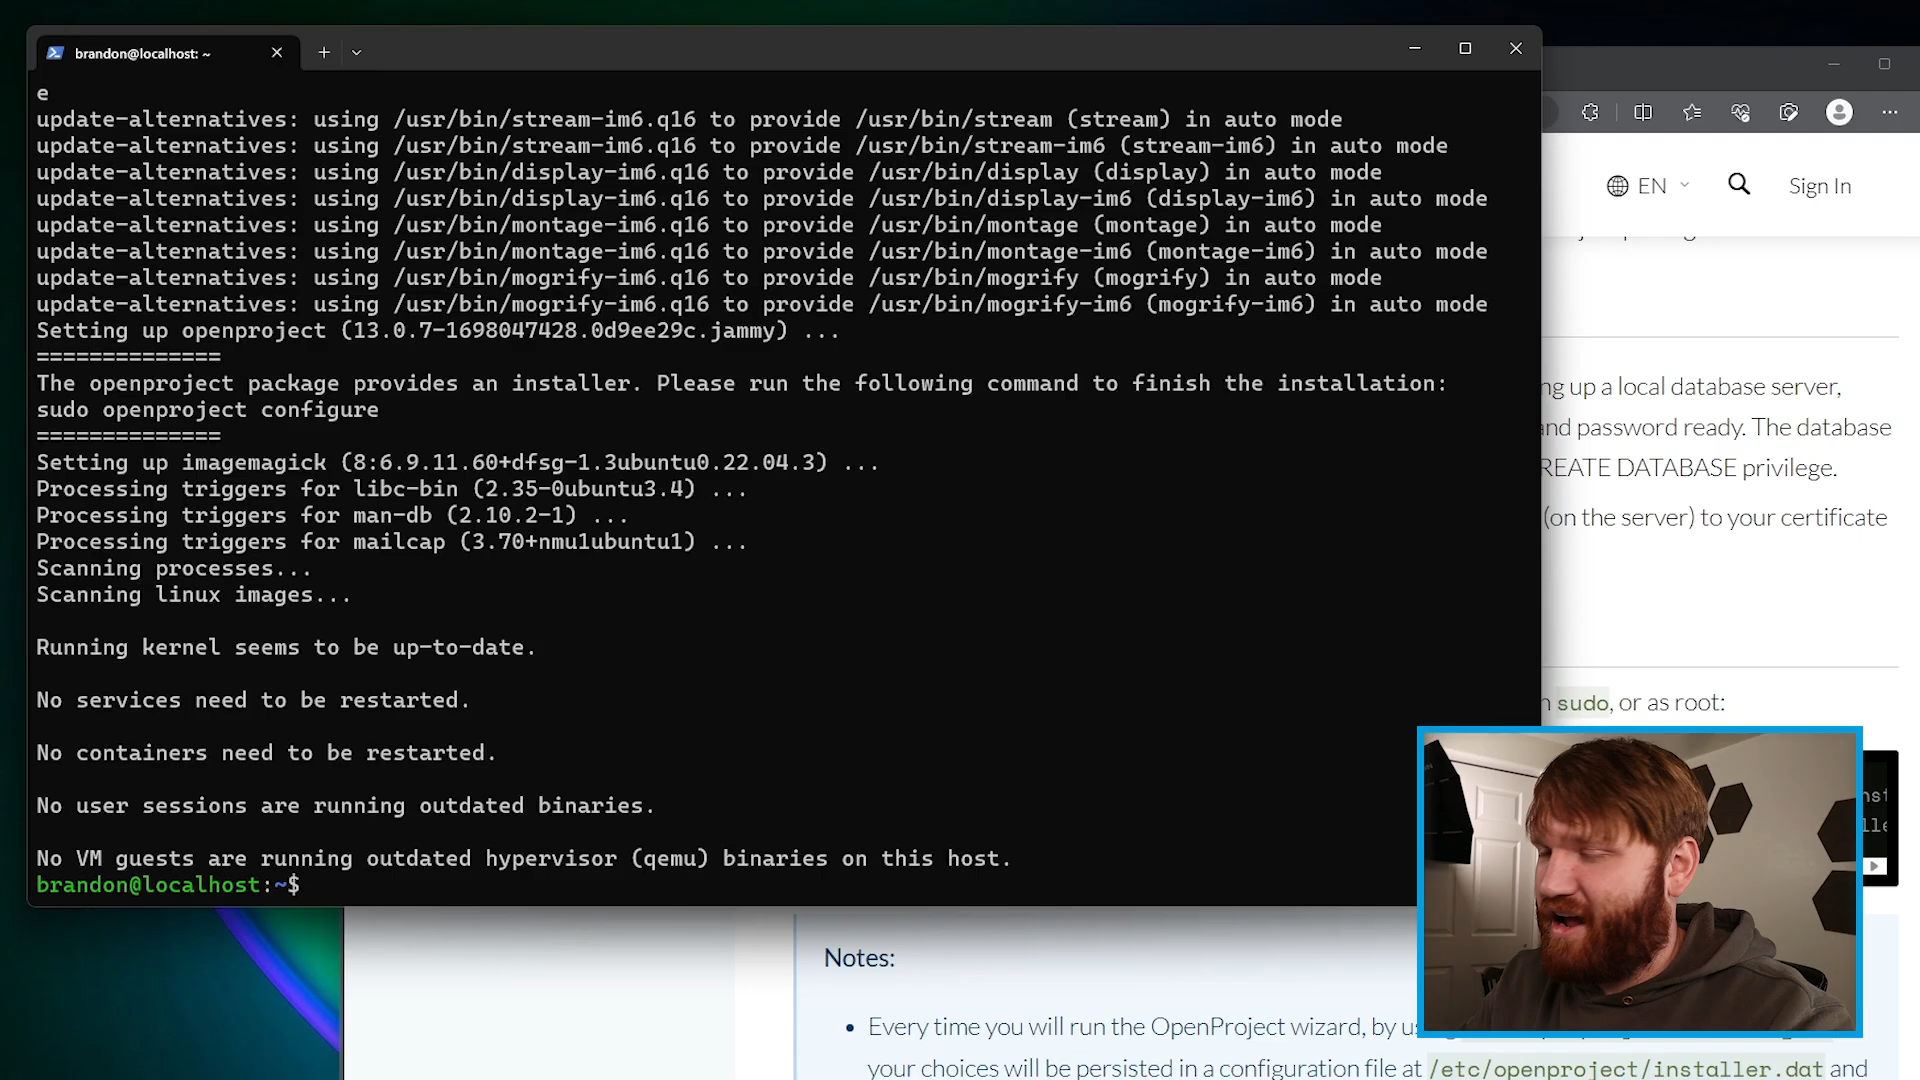 brandon@localhost: ~
e
update-alternatives: using /usr/bin/stream-im6.q16 to provide /usr/bin/stream (stream) in auto mode
update-alternatives: using /usr/bin/stream-im6.q16 to provide /usr/bin/stream-im6 (stream-im6) in auto mode
update-alternatives: using /usr/bin/display-im6.q16 to provide /usr/bin/display (display) in auto mode
update-alternatives: using /usr/bin/display-im6.q16 to provide /usr/bin/display-im6 (display-im6) in auto mode
update-alternatives: using /usr/bin/montage-im6.q16 to provide /usr/bin/montage (montage) in auto mode
update-alternatives: using /usr/bin/montage-im6.q16 to provide /usr/bin/montage-im6 (montage-im6) in auto mode
update-alternatives: using /usr/bin/mogrify-im6.q16 to provide /usr/bin/mogrify (mogrify) in auto mode
update-alternatives: using /usr/bin/mogrify-im6.q16 to provide /usr/bin/mogrify-im6 (mogrify-im6) in auto mode
Setting up openproject (13.0.7-1698047428.0d9ee29c.jammy) ...
==============
The openproject package provides an installer. Please run the following command to finish the installation:
sudo openproject configure
==============
Setting up imagemagick (8:6.9.11.60+dfsg-1.3ubuntu0.22.04.3) ...
Processing triggers for libc-bin (2.35-0ubuntu3.4) ...
Processing triggers for man-db (2.10.2-1) ...
Processing triggers for mailcap (3.70+nmu1ubuntu1) ...
Scanning processes...
Scanning linux images...
Running kernel seems to be up-to-date.
No services need to be restarted.
No containers need to be restarted.
No user sessions are running outdated binaries.
No VM guests are running outdated hypervisor (qemu) binaries on this host.
brandon@localhost:~$
EN
Sign In
ng up a local database server,
and password ready. The database
REATE DATABASE privilege.
(on the server) to your certificate
n sudo, or as root:
Notes:
• Every time you will run the OpenProject wizard, by u
your choices will be persisted in a configuration file at /etc/openproject/installer.dat and